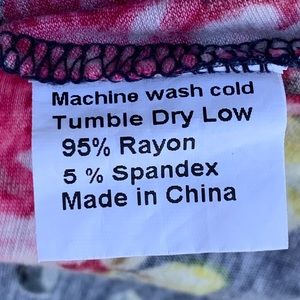 Machine wash cold
Tumble Dry Low
95% Rayon
5 % Spandex
Made in China